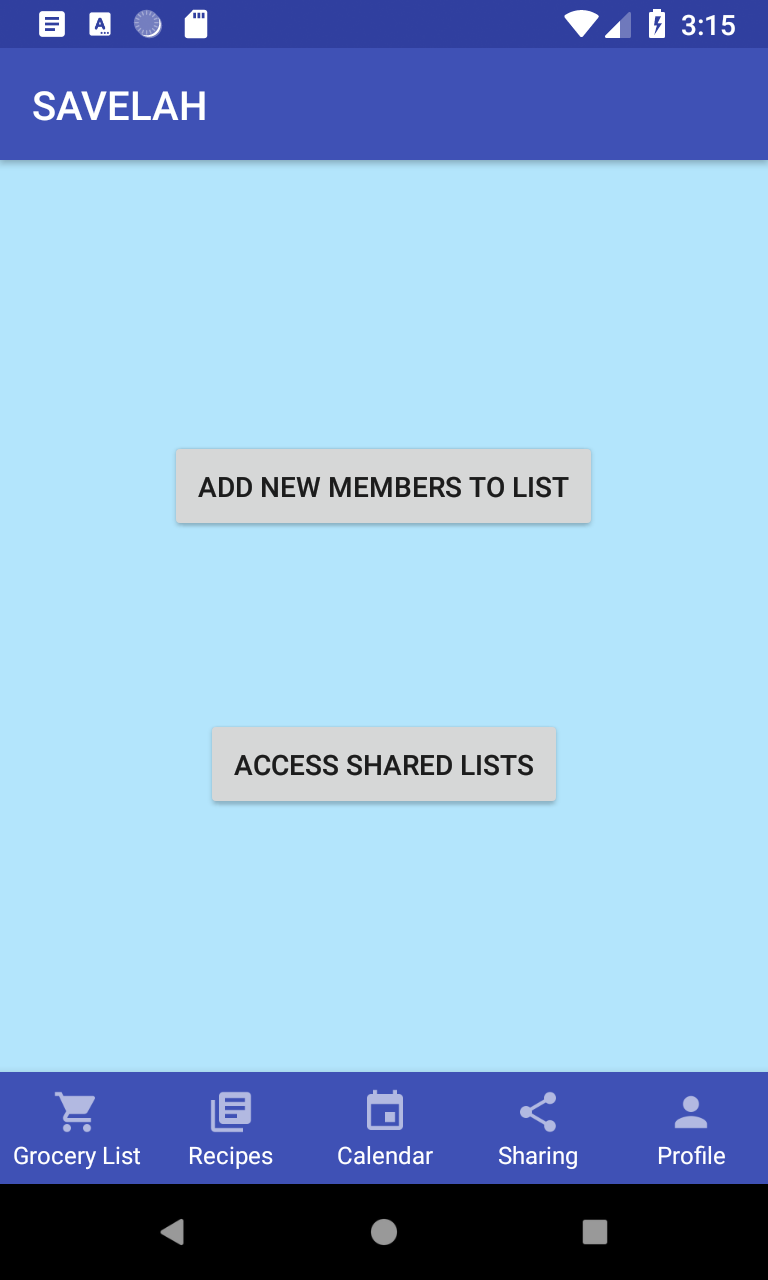 3:15
SAVELAH
ADD NEW MEMBERS TO LIST
ACCESS SHARED LISTS
Grocery List
Recipes
Calendar
Sharing
Profile